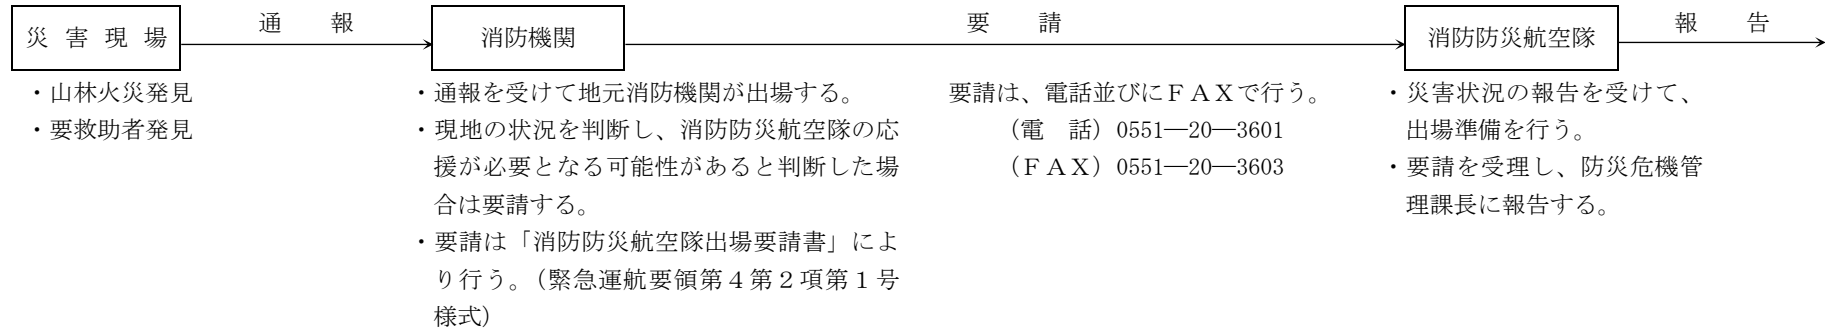 災害現場
通報
消防機関
要請
消防防災航空隊
報告
・山林火災発見
・要救助者発見
・通報を受けて地元消防機関が出場する。
・現地の状況を判断し、消防防災航空隊の応
援が必要となる可能性があると判断した場
合は要請する。
・要請は「消防防災航空隊出場要請書」によ
り行う。（緊急運航要領第４第２項第１号
様式）
要請は、電話並びにＦＡＸで行う。
（電　話）0551―20―3601
（ＦＡＸ）0551―20―3603
・災害状況の報告を受けて、
出場準備を行う。
・要請を受理し、防災危機管
理課長に報告する。